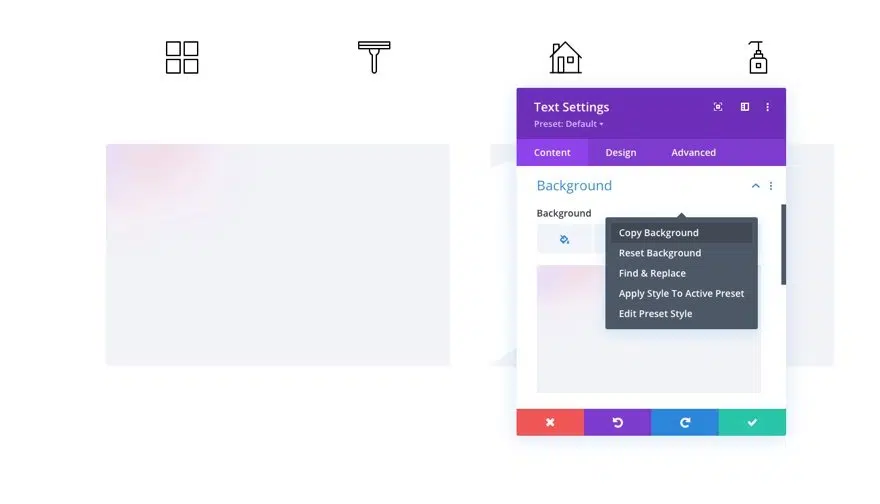 Text Settings
Preset: Default
Content Design Advanced
Background
Background
Copy Background
Reset Background
Find & Replace
Apply Style To Active Preset
Edit Preset Style